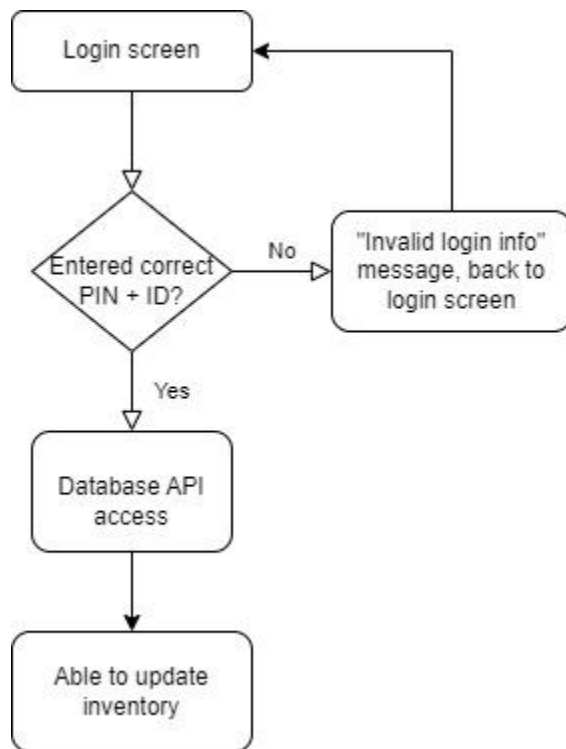 Login screen
Entered correct
PIN + ID?
No
"Invalid login info"
message, back to
login screen
Yes
Database API
access
Able to update
inventory